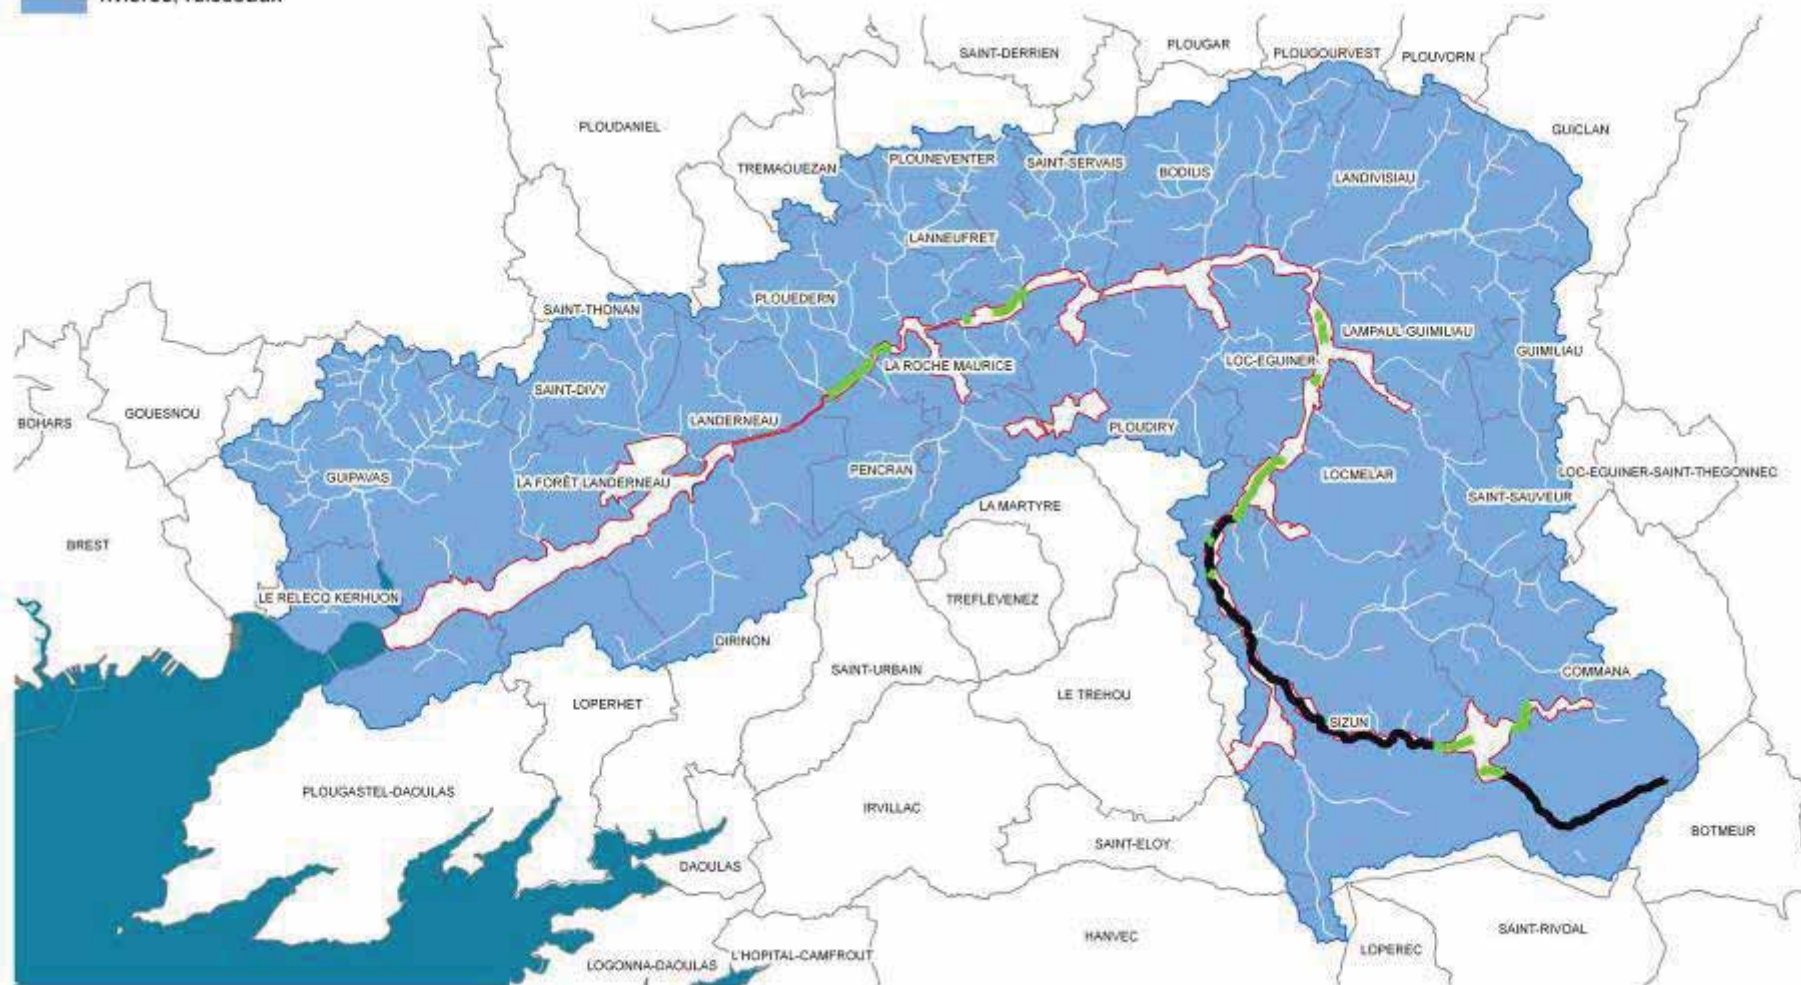 rivières, ruisseaux
SAINT-DERRIEN
PLOUGAR
PLOUGOURVEST
PLOUVORN
PLOUDANIEL
GUICLAN
TREMAOUEZAN
PLOUNEVENTER
SAINT-SERVAIS
BODILIS
LANDIVISIAU
LANNEUFRET
SAINT-THONAN
PLOUEDERN
LAMPAUL-GUIMILIAU
GUIMILIAU
LA ROCHE MAURICE
LOC-EGUINER
SAINT-DIVY
BOHARS
GOUESNOU
LANDERNEAU
PLOUDIRY
GUIPAVAS
LA FORÊT LANDERNEAU
PENCRAN
LOCMELAR
LOC-EGUINER-SAINT-THEGONNEC
SAINT-SAUVEUR
LA MARTYRE
BREST
LE RELECQ KERHUON
TREFLEVENEZ
DIRINON
SAINT-URBAIN
COMMANA
LOPERHET
LE TREHOU
SIZUN
PLOUGASTEL-DAOULAS
IRVILLAC
BOTMEUR
SAINT-ELOY
DAOULAS
SAINT-RIVOAL
HANVEC
LOPEREC
LOGONNA-DAOULAS
L'HOPITAL-CAMFROUT